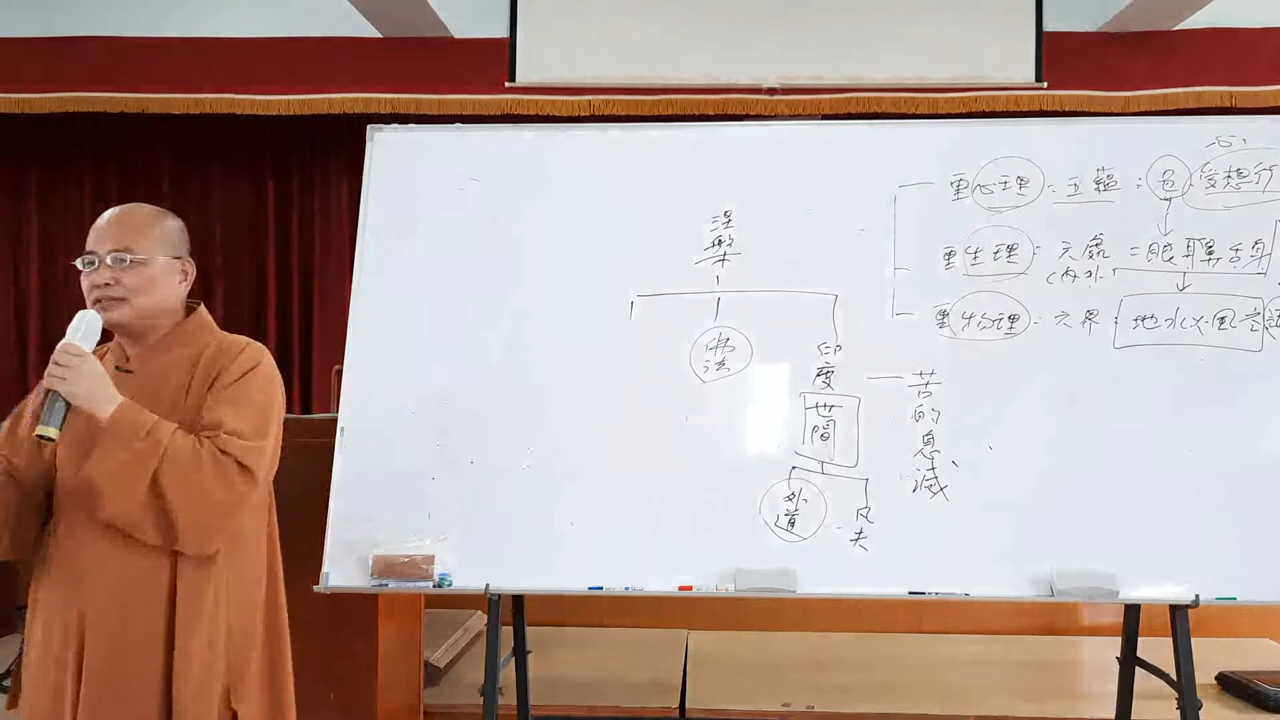 涅槃
佛法
印度
世間
外道
凡夫
苦的息滅
心
重心理:五蘊:色 受想行
重生理:六處:眼耳鼻舌身
(內外)
重物理:六界:地水火風空